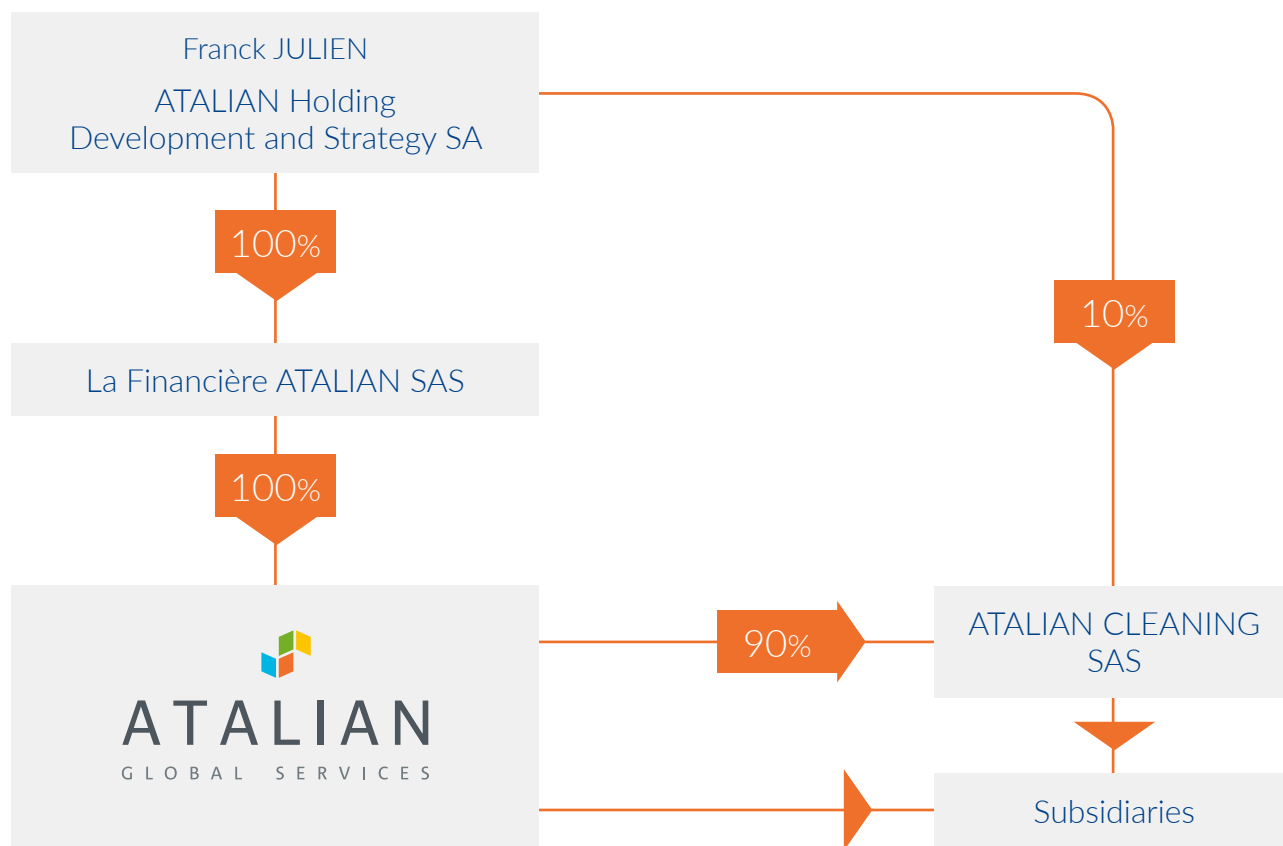 Franck JULIEN
ATALIAN Holding
Development and Strategy SA
100%
10%
La Financière ATALIAN SAS
100%
90%
ATALIAN CLEANING
SAS
ATALIAN
GLOBAL SERVICES
Subsidiaries